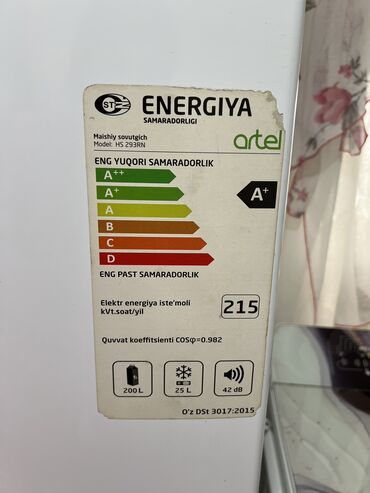 ST
ENERGIYA
SAMARADORLIGI
Maishiy sovutgich
Model: HS 293RN
artel
ENG YUQORI SAMARADORLIK
A++
A+
A
B
C
D
A+
ENG PAST SAMARADORLIK
Elektr energiya iste'moli
kVt.soat/yil
215
Quvvat koeffitsienti COSφ=0.982
200 L
25 L
42 dB
O'z DSt 3017:2015